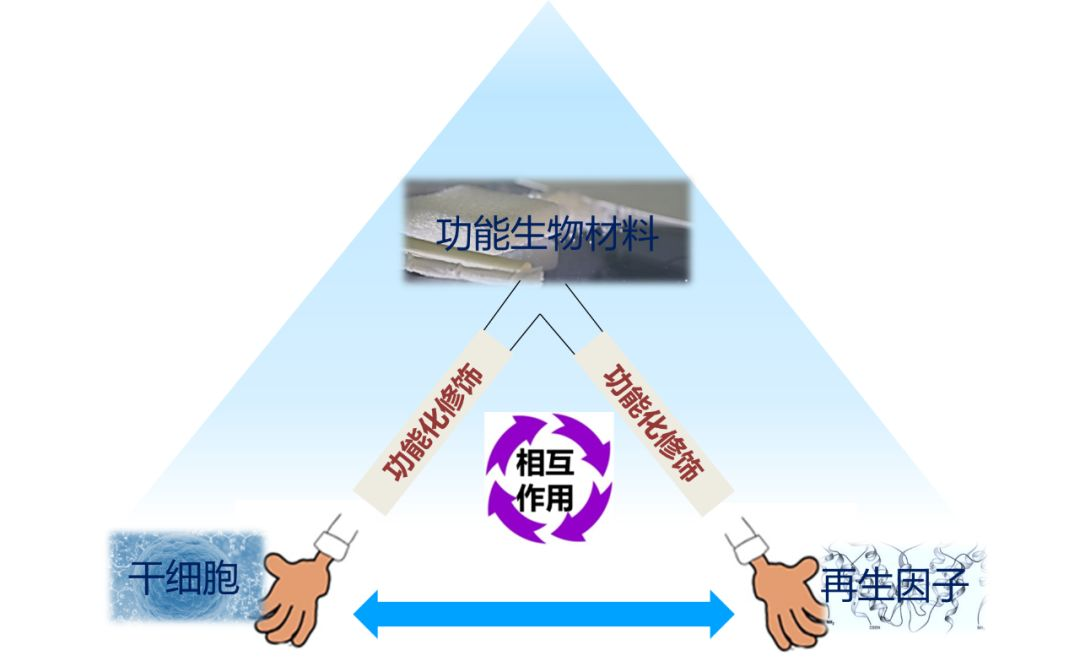 功能生物材料
功能化修饰
功能化修饰
相互
作用
干细胞
再生因子